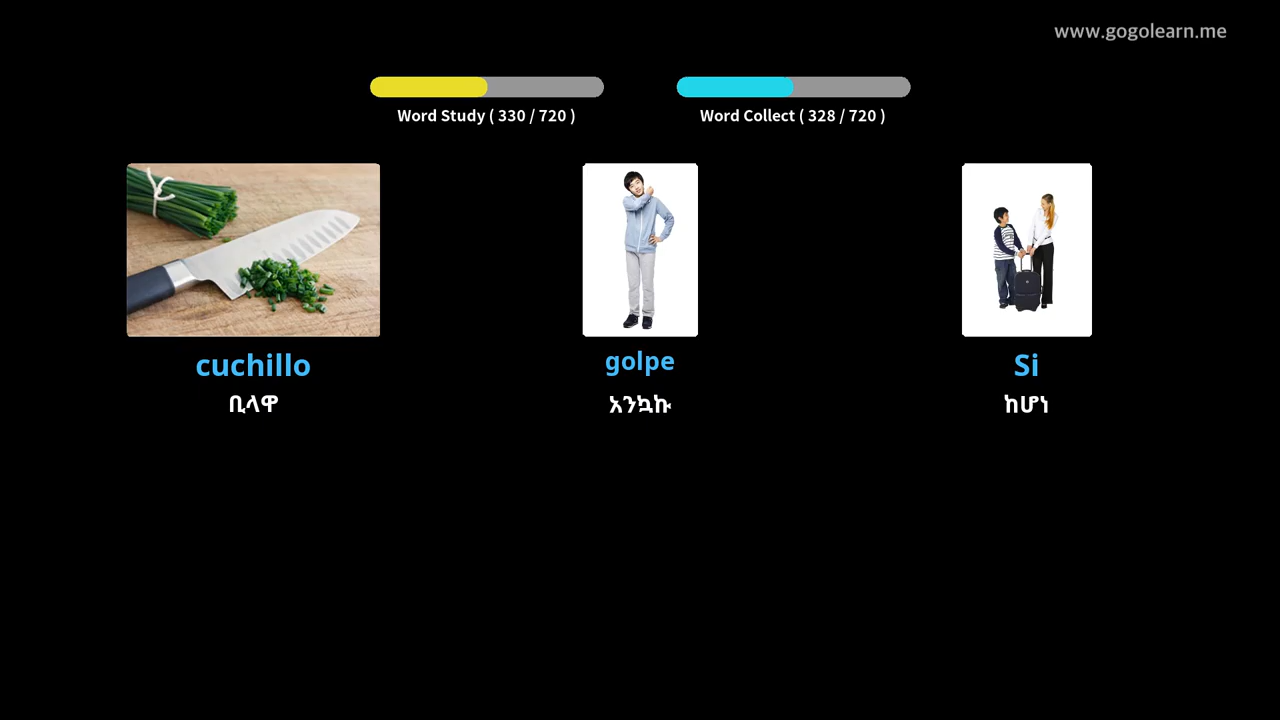 www.gogolearn.me
Word Study ( 330 / 720 )
Word Collect ( 328 / 720 )
cuchillo
ቢላዋ
golpe
አንኳኩ
Si
ከሆነ